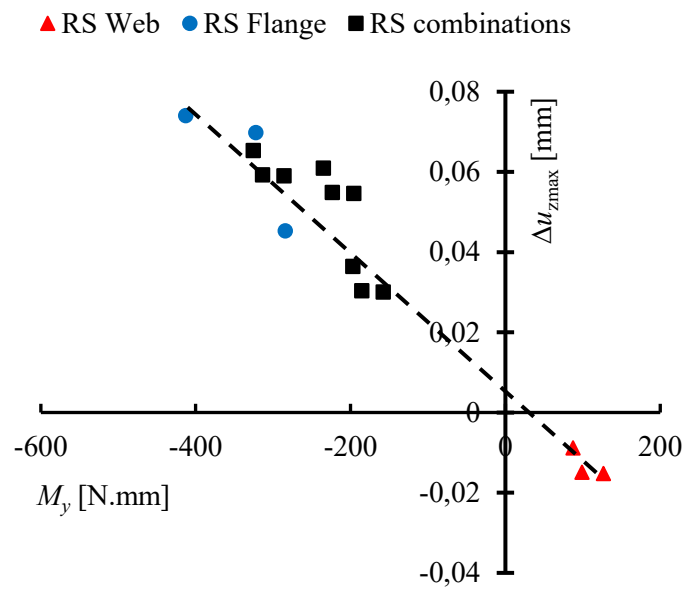 RS Web RS Flange RS combinations
0,08
0,06
0,04
0,02
0
-600 -400 -200 0 200
-0,02
-0,04
Δu_zmax [mm]
M_y [N.mm]